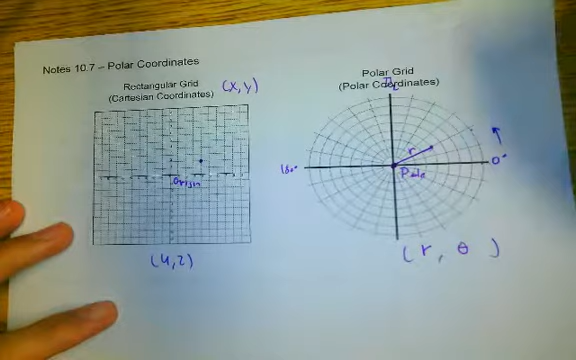 Notes 10.7 – Polar Coordinates
Rectangular Grid
(Cartesian Coordinates)
(x,y)
Origin
(4,2)
Polar Grid
(Polar Coordinates)
r
180°
0°
Pole
(r, θ)